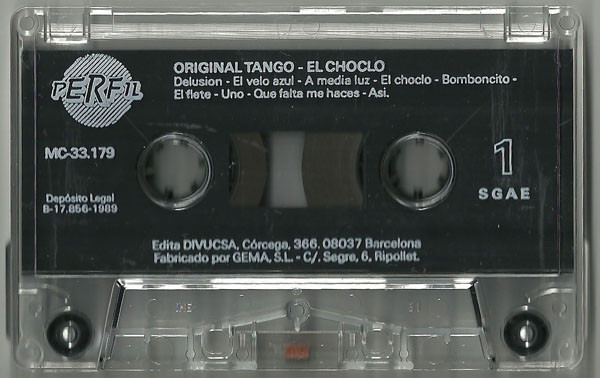 PERFIL
ORIGINAL TANGO - EL CHOCLO
Delusion - El velo azul - A media luz - El choclo - Bomboncito -
El flete - Uno - Que falta me haces - Asi.
MC-33.179
1
SGAE
Depósito Legal
B-17.856-1989
Edita DIVUCSA, Córcega, 366. 08037 Barcelona
Fabricado por GEMA, S.L. - C/. Segre, 6, Ripollet.